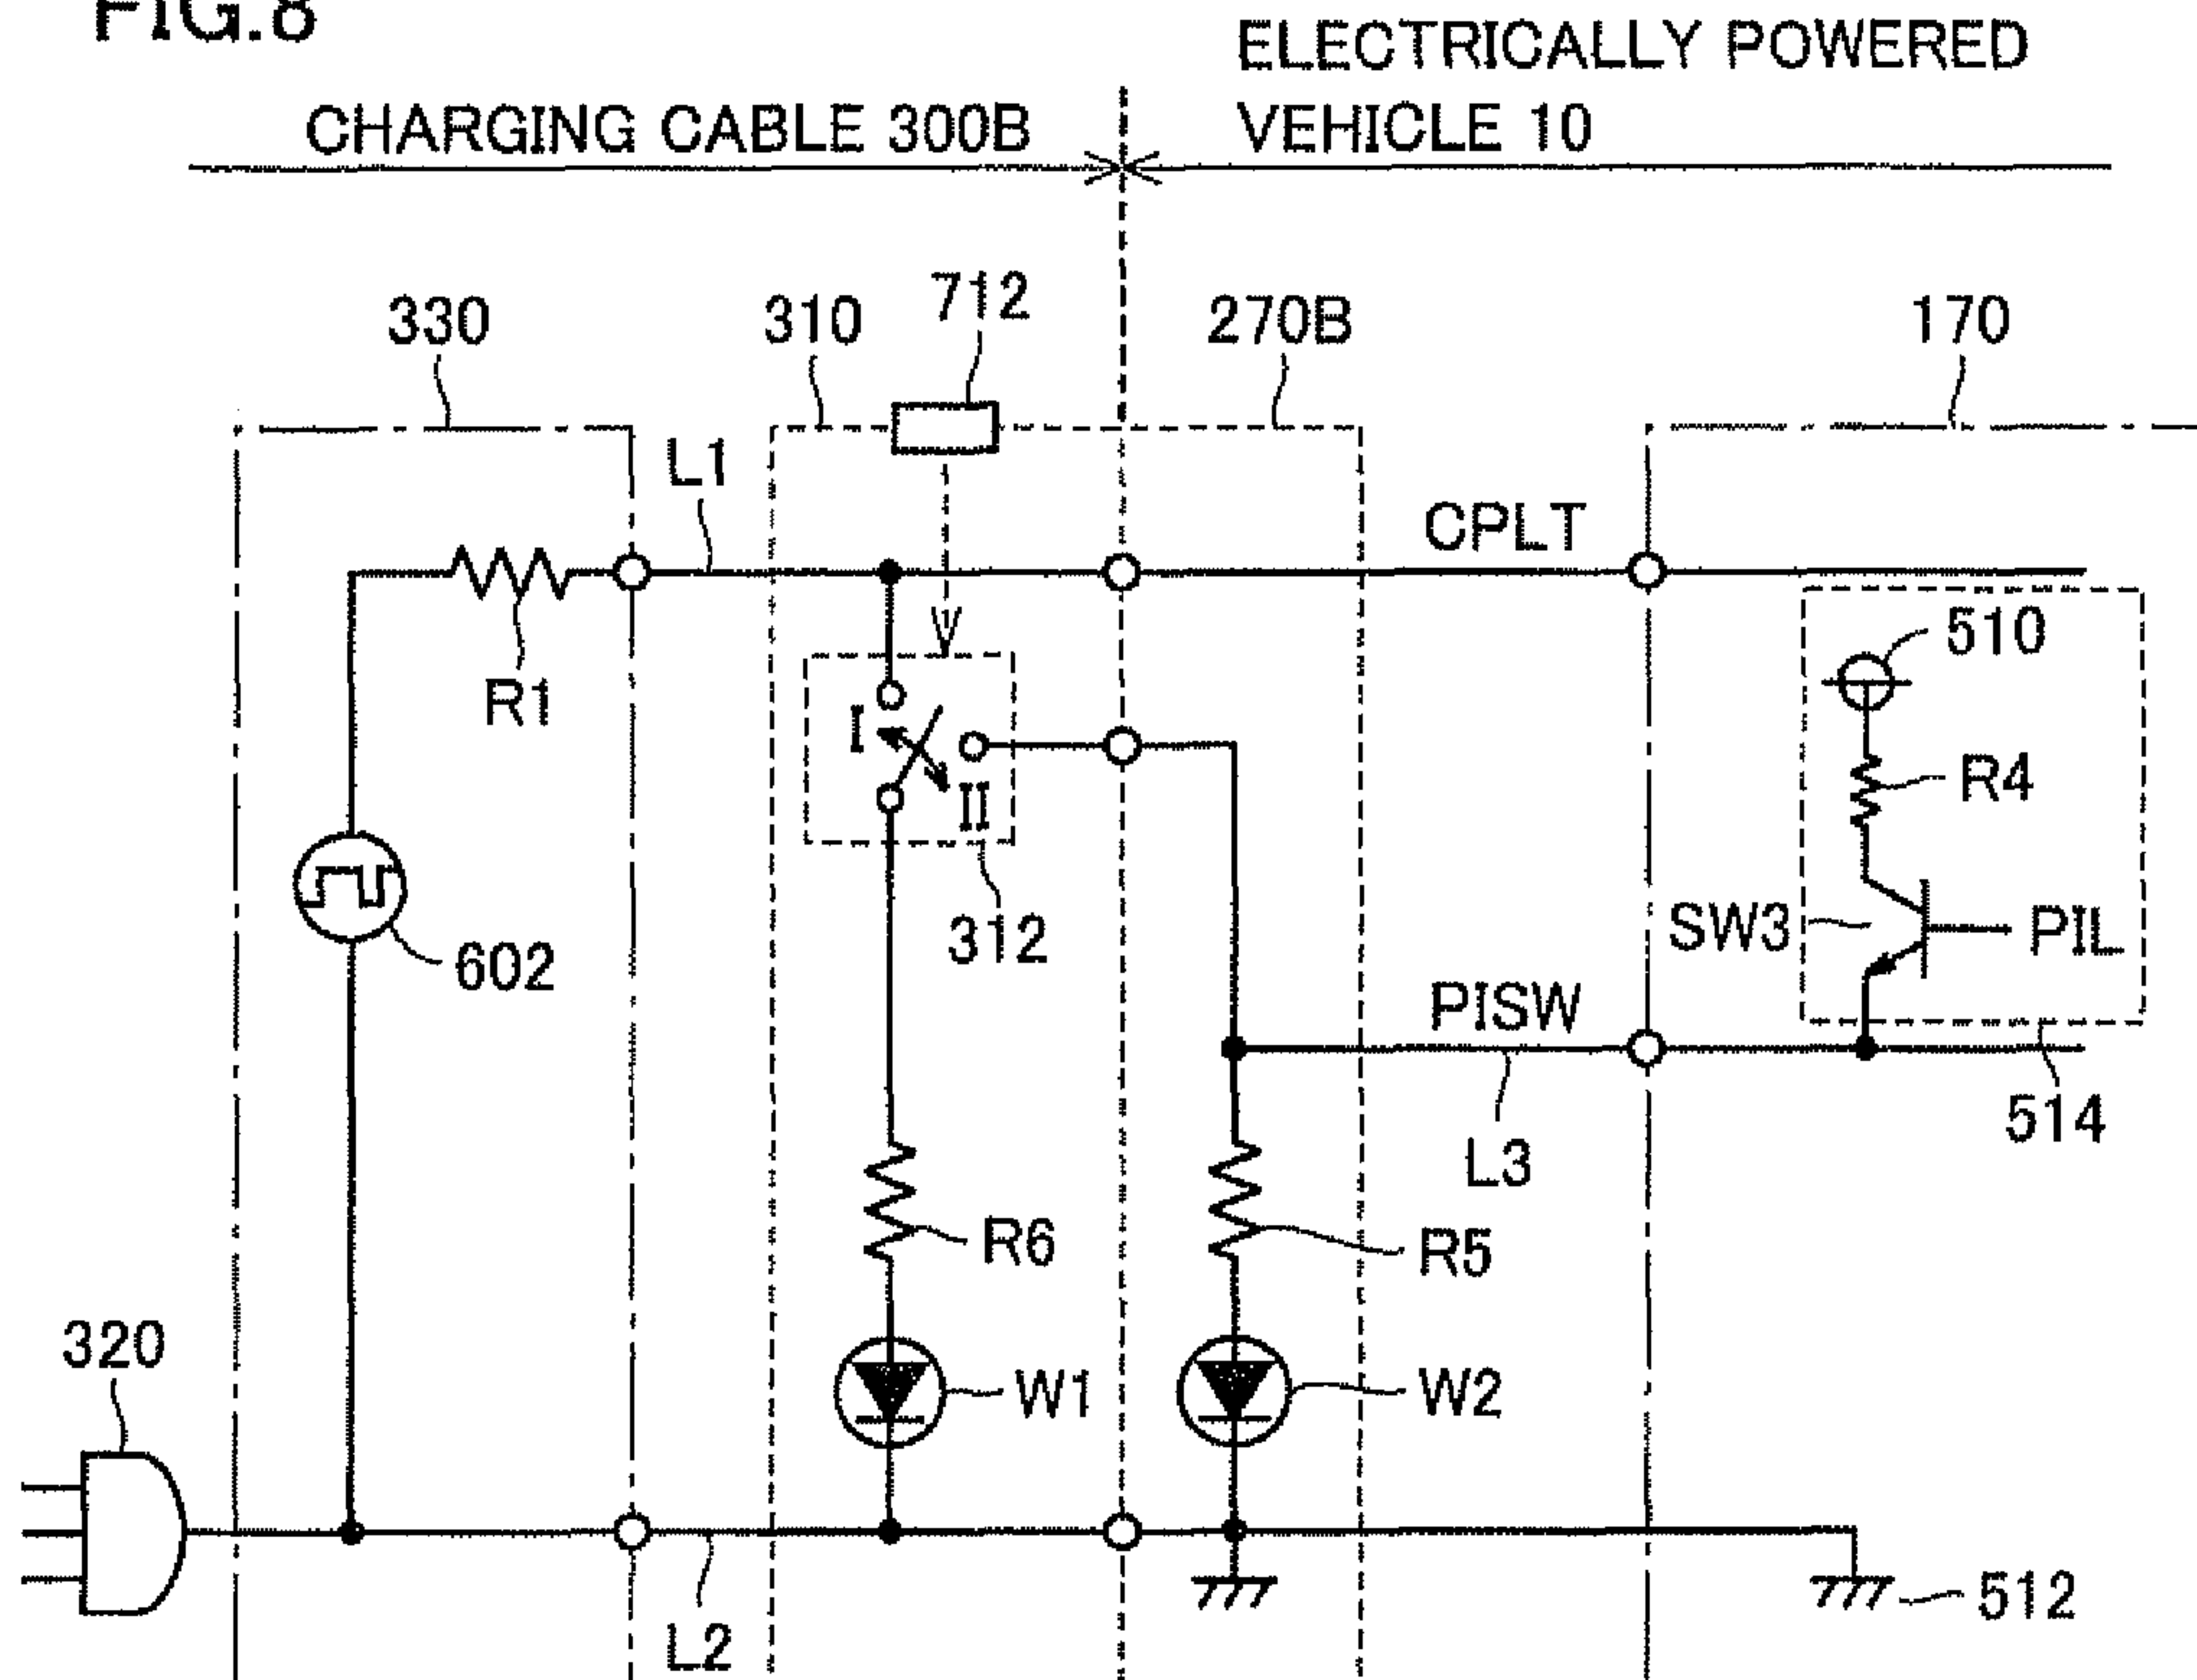 FIG.8
ELECTRICALLY POWERED
CHARGING CABLE 300B
VEHICLE 10
712
330
310
270B
170
L1
CPLT
510
R1
I
R4
II
312
SW3
PIL
602
PISW
514
L3
R6
R5
320
W1
W2
512
L2